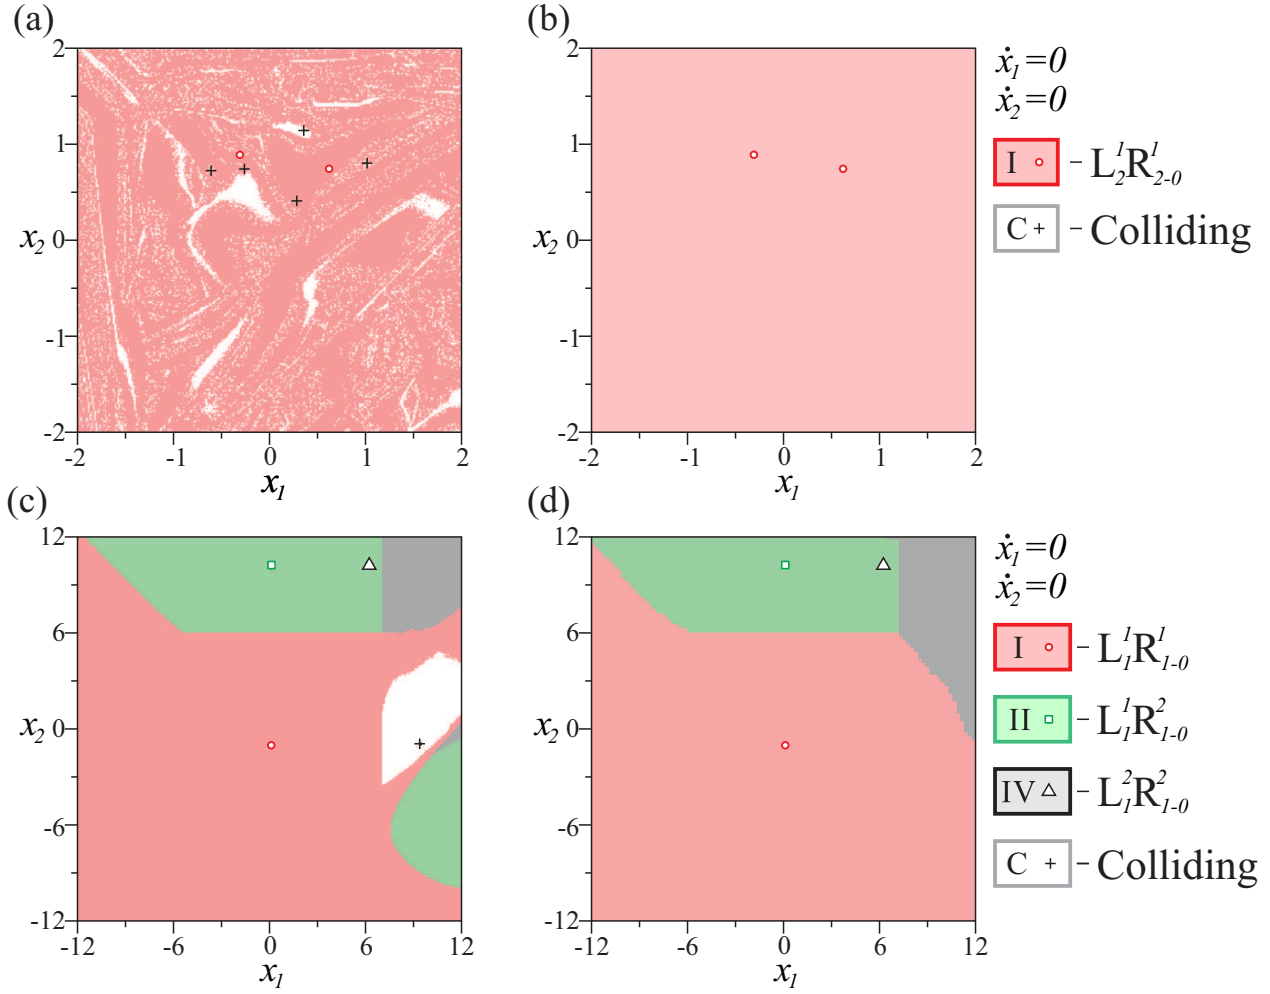 (a)
(b)
2
1
x₂ 0
-1
-2
-2 -1 0 1 2
x₁
2
1
x₂ 0
-1
-2
-2 -1 0 1 2
x₁
ẋ₁=0
ẋ₂=0
I - L¹₂R¹₂₋₀
C + - Colliding
(c)
(d)
12
6
x₂ 0
-6
-12
-12 -6 0 6 12
x₁
12
6
x₂ 0
-6
-12
-12 -6 0 6 12
x₁
ẋ₁=0
ẋ₂=0
I - L¹₁R¹₁₋₀
II - L¹₁R²₁₋₀
IV - L²₁R²₁₋₀
C + - Colliding